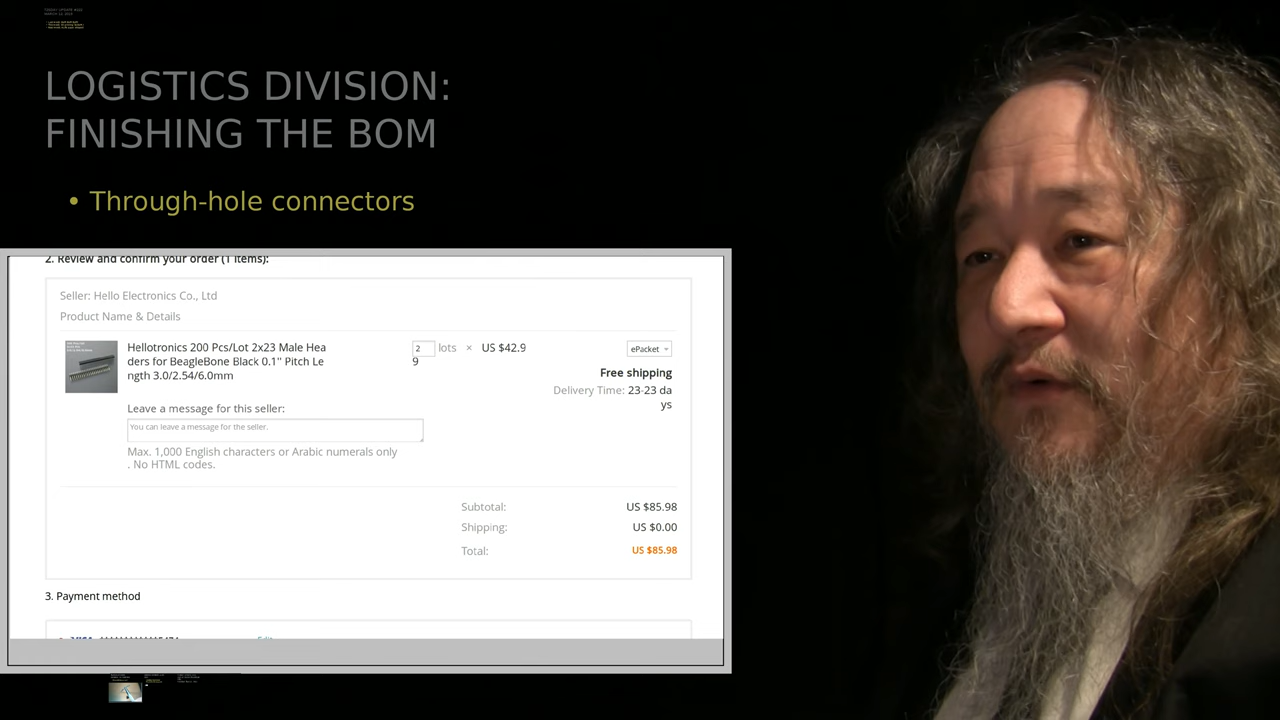 LOGISTICS DIVISION:
FINISHING THE BOM
• Through-hole connectors
2. Review and confirm your order (1 items):
Seller: Hello Electronics Co., Ltd
Product Name & Details
Hellotronics 200 Pcs/Lot 2x23 Male Hea
ders for BeagleBone Black 0.1" Pitch Le
ngth 3.0/2.54/6.0mm
2 lots × US $42.9
9
ePacket
Free shipping
Delivery Time: 23-23 da
ys
Leave a message for this seller:
You can leave a message for the seller.
Max. 1,000 English characters or Arabic numerals only
. No HTML codes.
Subtotal: US $85.98
Shipping: US $0.00
Total: US $85.98
3. Payment method